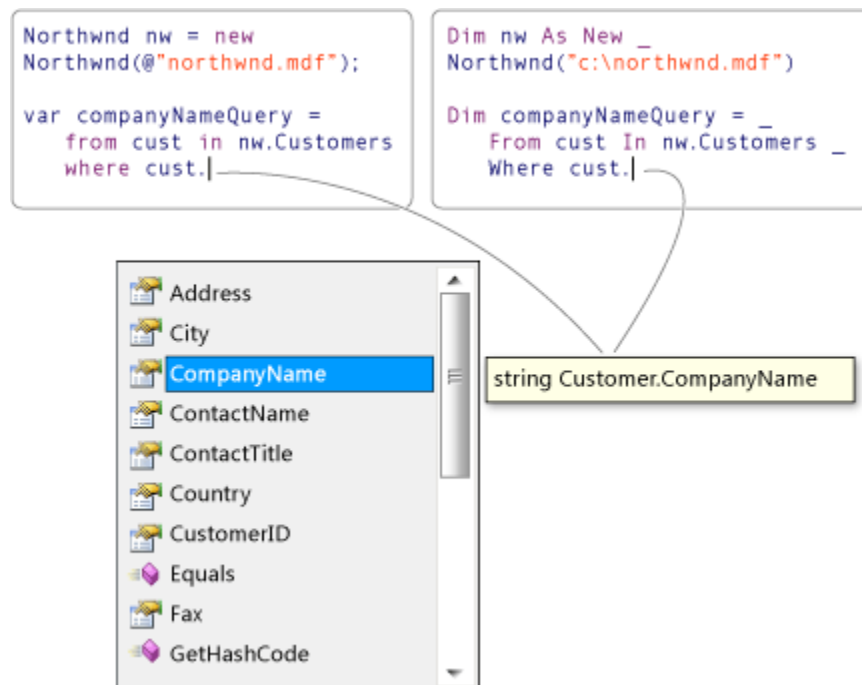 Northwnd nw = new
Northwnd(@"northwnd.mdf");
var companyNameQuery =
from cust in nw.Customers
where cust.
Dim nw As New _
Northwnd("c:\northwnd.mdf")
Dim companyNameQuery = _
From cust In nw.Customers _
Where cust.
Address
City
CompanyName
string Customer.CompanyName
ContactName
ContactTitle
Country
CustomerID
Equals
Fax
GetHashCode